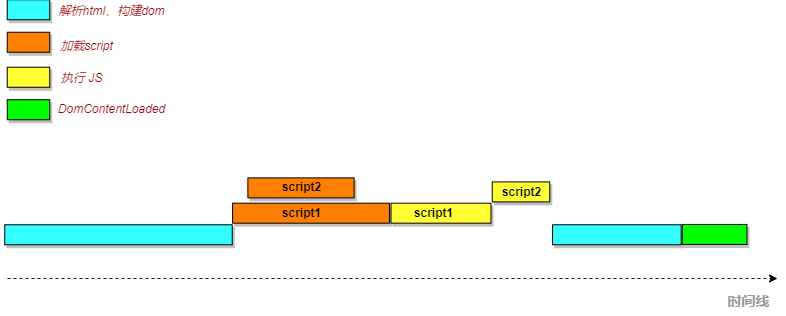 解析html、构建dom
加载script
执行 JS
DomContentLoaded
script2
script2
script1
script1
时间线